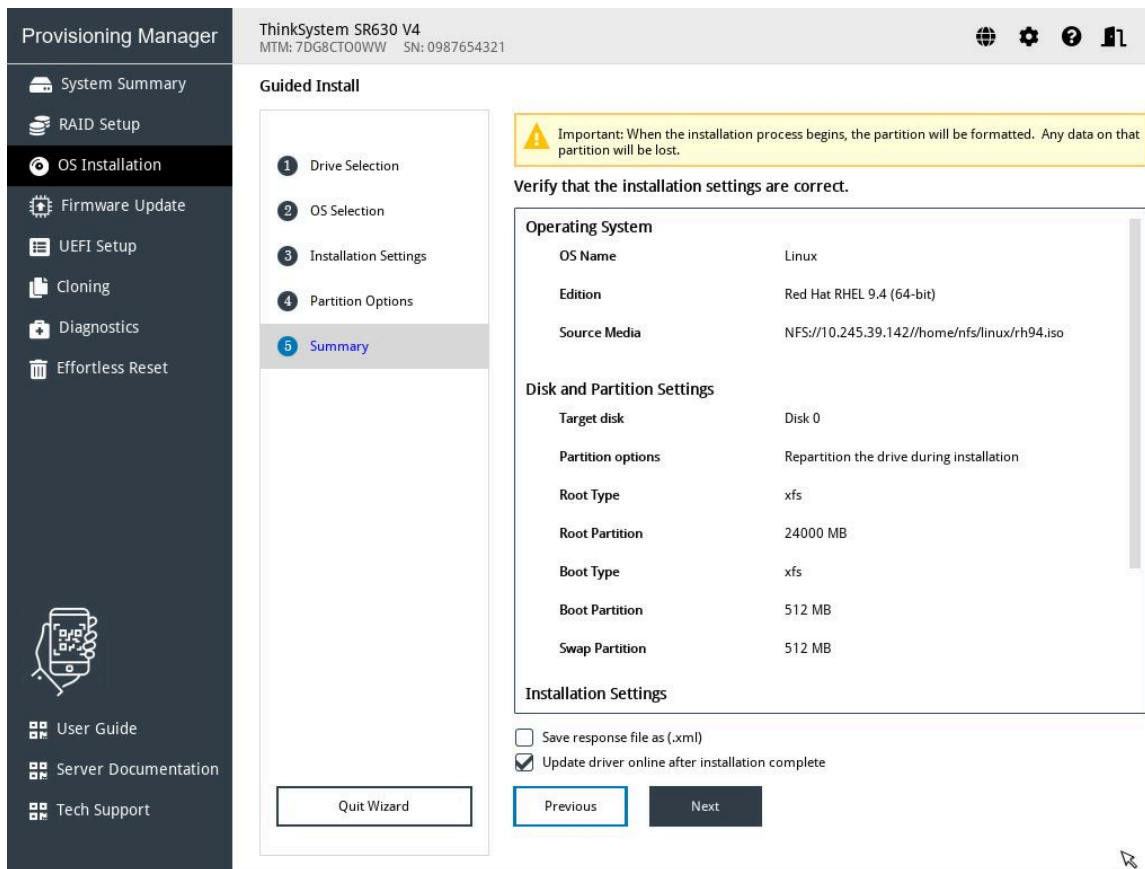 Provisioning Manager
ThinkSystem SR630 V4
MTM: 7DG8CTO0WW SN: 0987654321
System Summary
RAID Setup
OS Installation
Firmware Update
UEFI Setup
Cloning
Diagnostics
Effortless Reset
User Guide
Server Documentation
Tech Support
Guided Install
1 Drive Selection
2 OS Selection
3 Installation Settings
4 Partition Options
5 Summary
Quit Wizard
Important: When the installation process begins, the partition will be formatted. Any data on that
partition will be lost.
Verify that the installation settings are correct.
Operating System
OS Name Linux
Edition Red Hat RHEL 9.4 (64-bit)
Source Media NFS://10.245.39.142//home/nfs/linux/rh94.iso
Disk and Partition Settings
Target disk Disk 0
Partition options Repartition the drive during installation
Root Type xfs
Root Partition 24000 MB
Boot Type xfs
Boot Partition 512 MB
Swap Partition 512 MB
Installation Settings
Save response file as (.xml)
Update driver online after installation complete
Previous Next